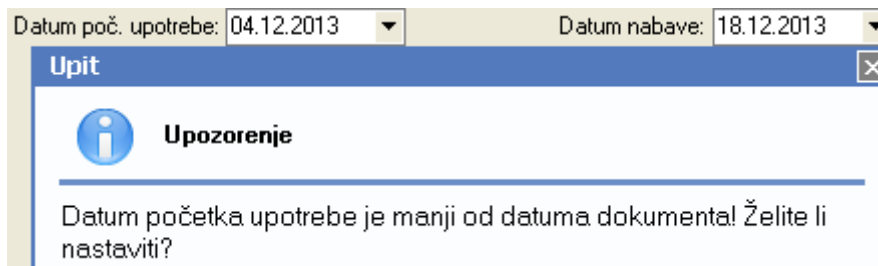 Datum poč. upotrebe: 04.12.2013 Datum nabave: 18.12.2013
Upit
Upozorenje
Datum početka upotrebe je manji od datuma dokumenta! Želite li
nastaviti?